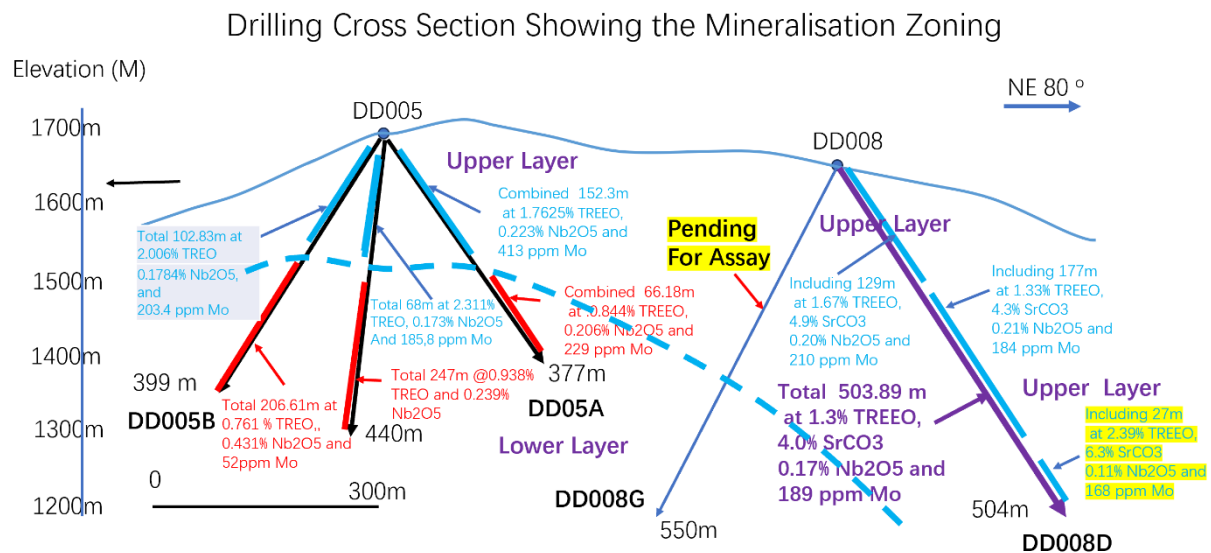 Drilling Cross Section Showing the Mineralisation Zoning
Elevation (M)
NE 80 º
1700m
1600m
1500m
1400m
1300m
1200m
DD005
DD008
Upper Layer
Combined 152.3m
at 1.7625% TREEO,
0.223% Nb2O5 and
413 ppm Mo
Total 102.83m at
2.006% TREO
0.1784% Nb2O5,
and
203.4 ppm Mo
Pending
For Assay
Upper Layer
Including 129m
at 1.67% TREEO,
4.9% SrCO3
0.20% Nb2O5 and
210 ppm Mo
Including 177m
at 1.33% TREEO,
4.3% SrCO3
0.21% Nb2O5 and
184 ppm Mo
Total 68m at 2.311%
TREO, 0.173% Nb2O5
And 185,8 ppm Mo
Combined 66.18m
at 0.844% TREEEO,
0.206% Nb2O5 and
229 ppm Mo
399 m
DD005B
Total 206.61m at
0.761 % TREO,,
0.431% Nb2O5 and
52ppm Mo
Total 247m @0.938%
TREO and 0.239%
Nb2O5
440m
377m
DD05A
Lower Layer
Total 503.89 m
at 1.3% TREEO,
4.0% SrCO3
0.17% Nb2O5 and
189 ppm Mo
Upper Layer
Including 27m
at 2.39% TREEO,
6.3% SrCO3
0.11% Nb2O5 and
168 ppm Mo
0
300m
DD008G
550m
504m
DD008D